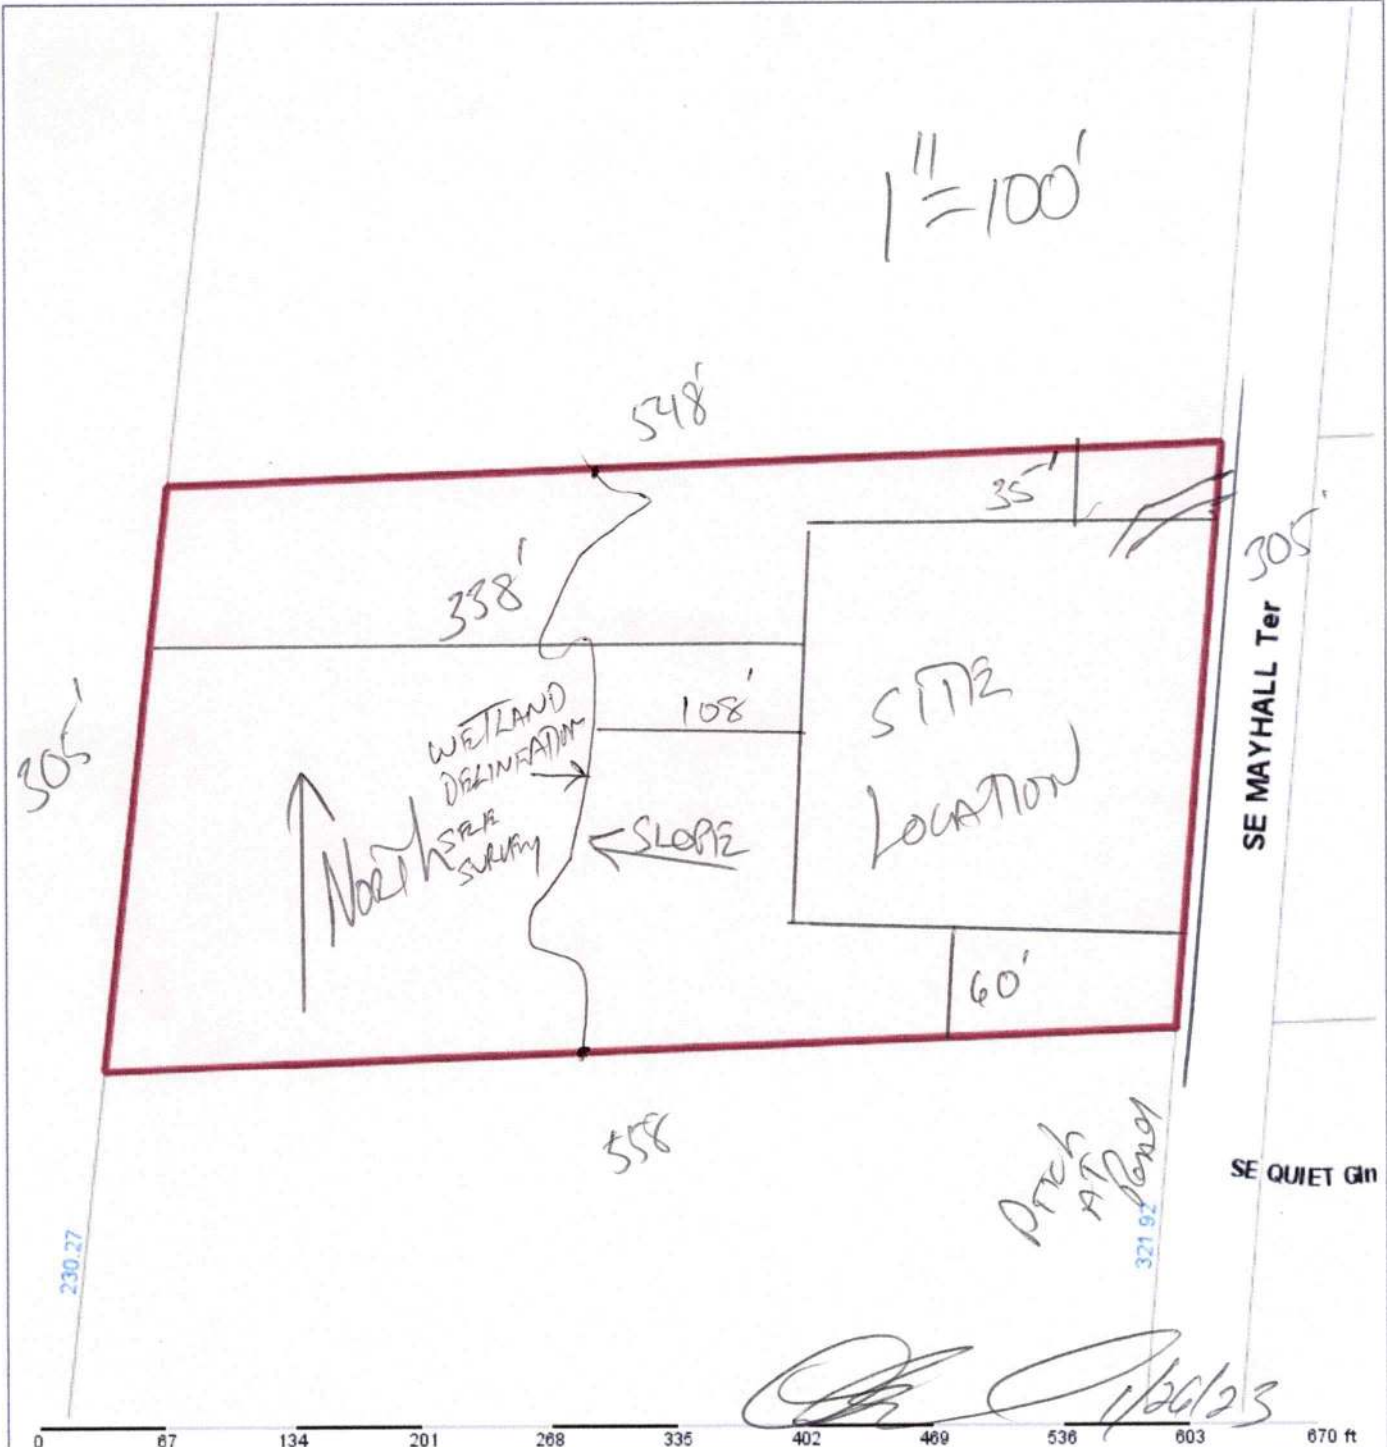 1"=100'
548'
35'
305'
338'
SE MAYHALL Ter
305'
WETLAND
DELINEATION
SEE
SURVEY
108'
SITE
LOCATION
North
SLOPE
60'
558
DITCH
AT
ROAD
SE QUIET Gln
230.27
321.92
1/26/23
0 67 134 201 268 335 402 469 536 603 670 ft